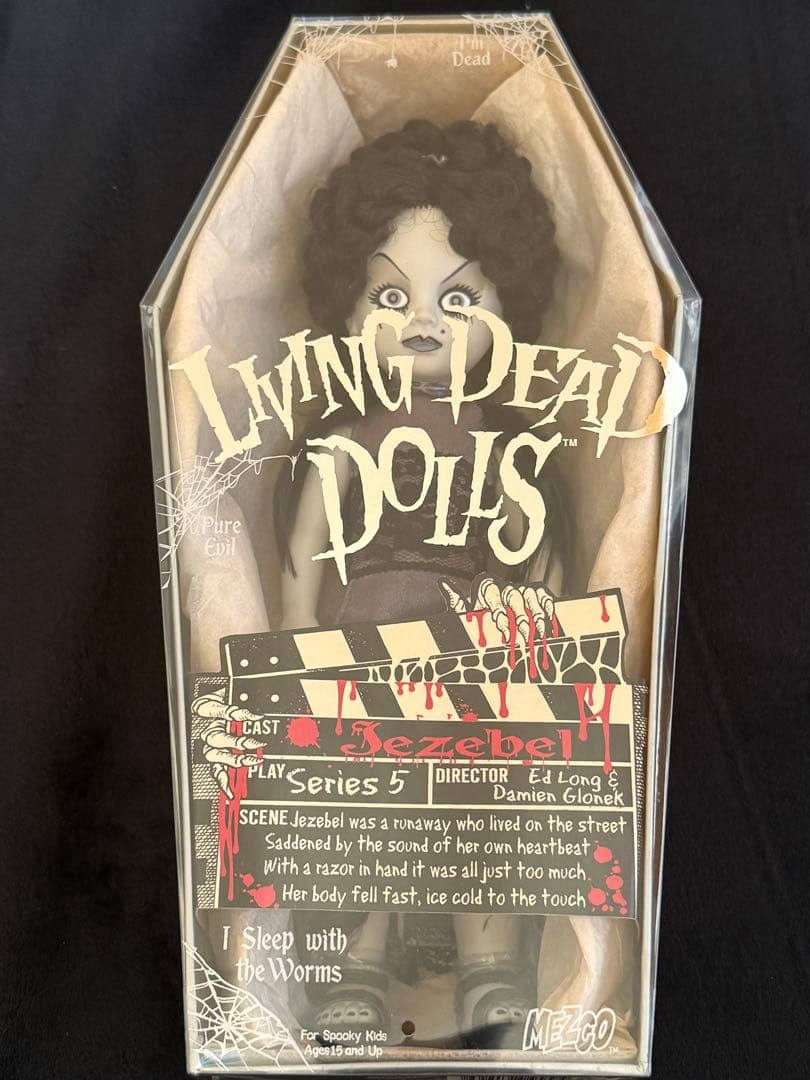 I'm
Dead
LIVING DEAD
DOLLS™
Pure
Evil
CAST Jezebel
PLAY Series 5
DIRECTOR Ed Long &
Damien Glonek
SCENE Jezebel was a runaway who lived on the street
Saddened by the sound of her own heartbeat
With a razor in hand it was all just too much.
Her body fell fast, ice cold to the touch
I Sleep with
the Worms
For Spooky Kids
Ages 15 and Up
MEZCO™